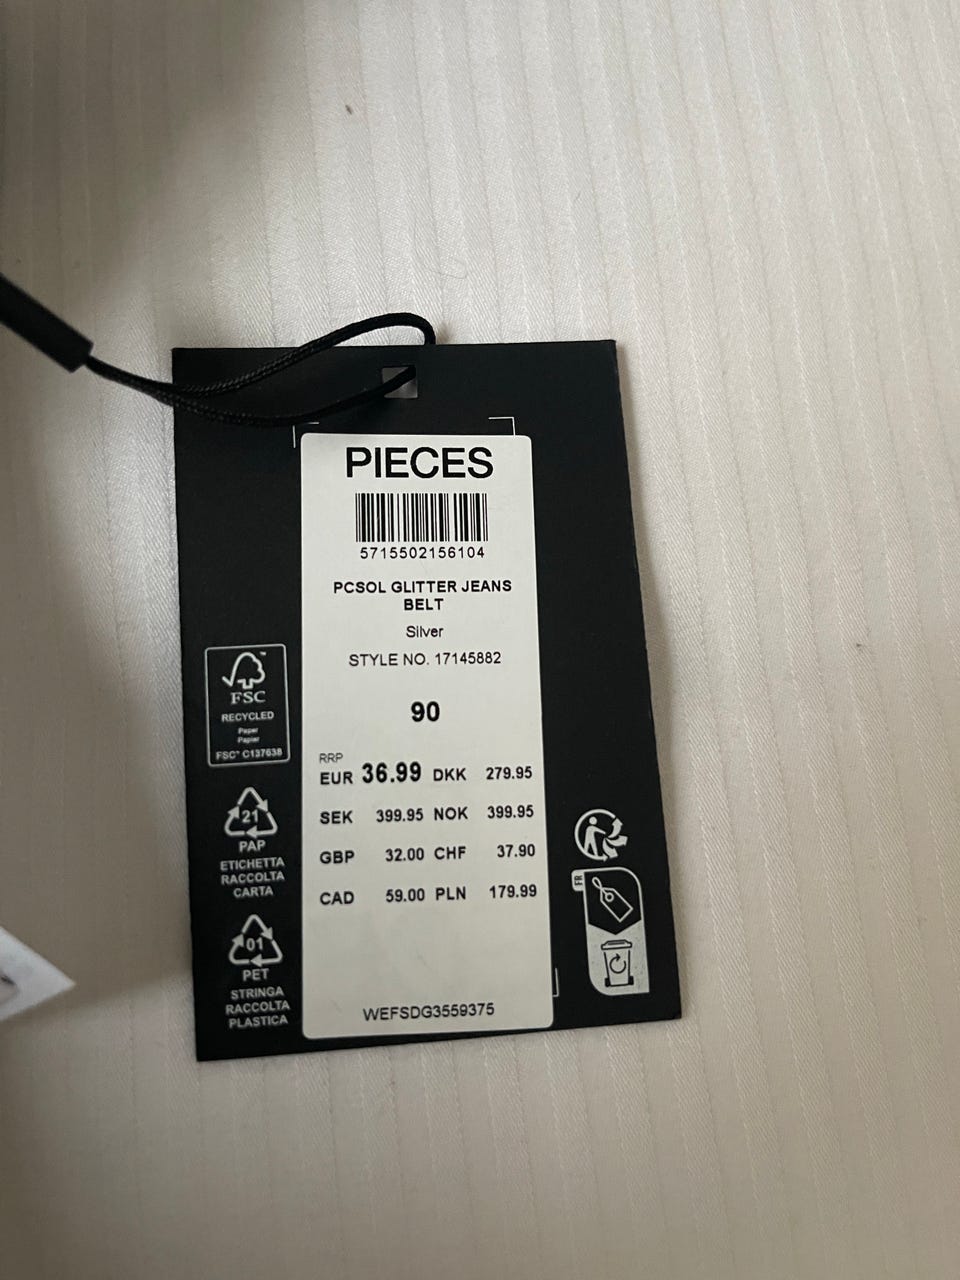 PIECES
5715502156104
PCSOL GLITTER JEANS
BELT
Silver
STYLE NO. 17145882
90
RRP
EUR 36.99 DKK 279.95
SEK 399.95 NOK 399.95
GBP 32.00 CHF 37.90
CAD 59.00 PLN 179.99
WEFSDG3559375
™
FSC
RECYCLED
Paper
Papier
FSC® C137638
21
PAP
ETICHETTA
RACCOLTA
CARTA
01
PET
STRINGA
RACCOLTA
PLASTICA
FR